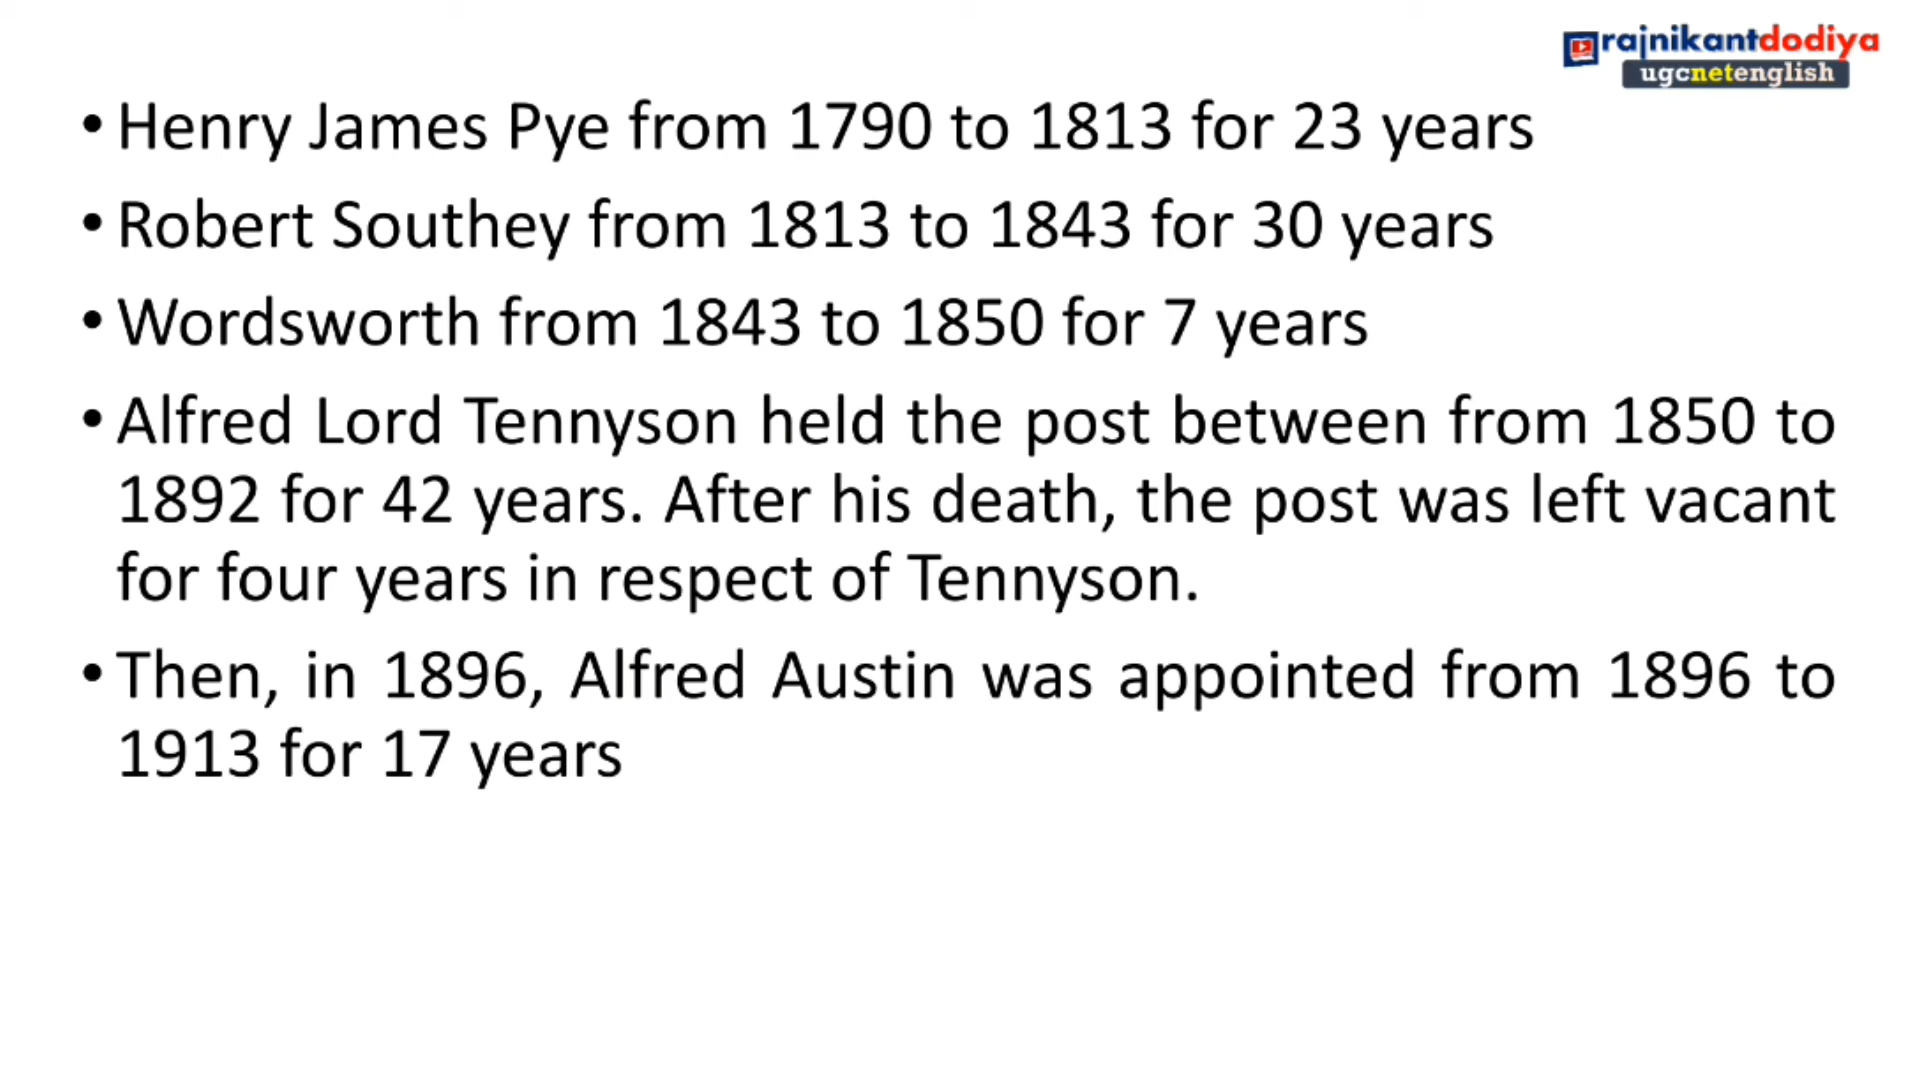 rajnikantdodiya
ugcnetenglish
• Henry James Pye from 1790 to 1813 for 23 years
• Robert Southey from 1813 to 1843 for 30 years
• Wordsworth from 1843 to 1850 for 7 years
• Alfred Lord Tennyson held the post between from 1850 to
1892 for 42 years. After his death, the post was left vacant
for four years in respect of Tennyson.
• Then, in 1896, Alfred Austin was appointed from 1896 to
1913 for 17 years